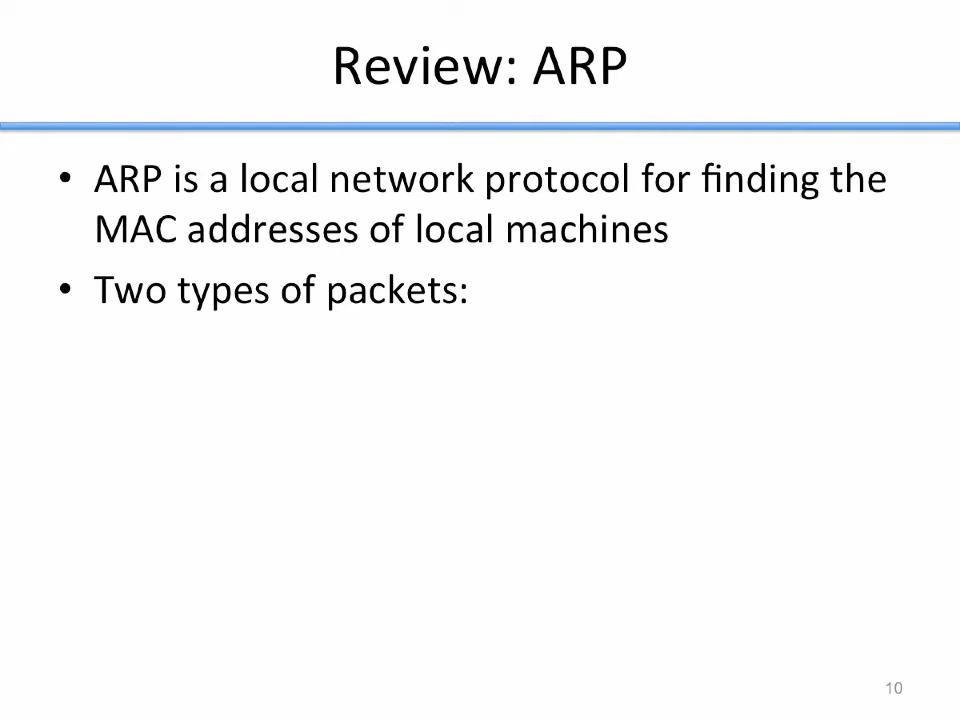 Review: ARP
• ARP is a local network protocol for finding the
MAC addresses of local machines
• Two types of packets:
10